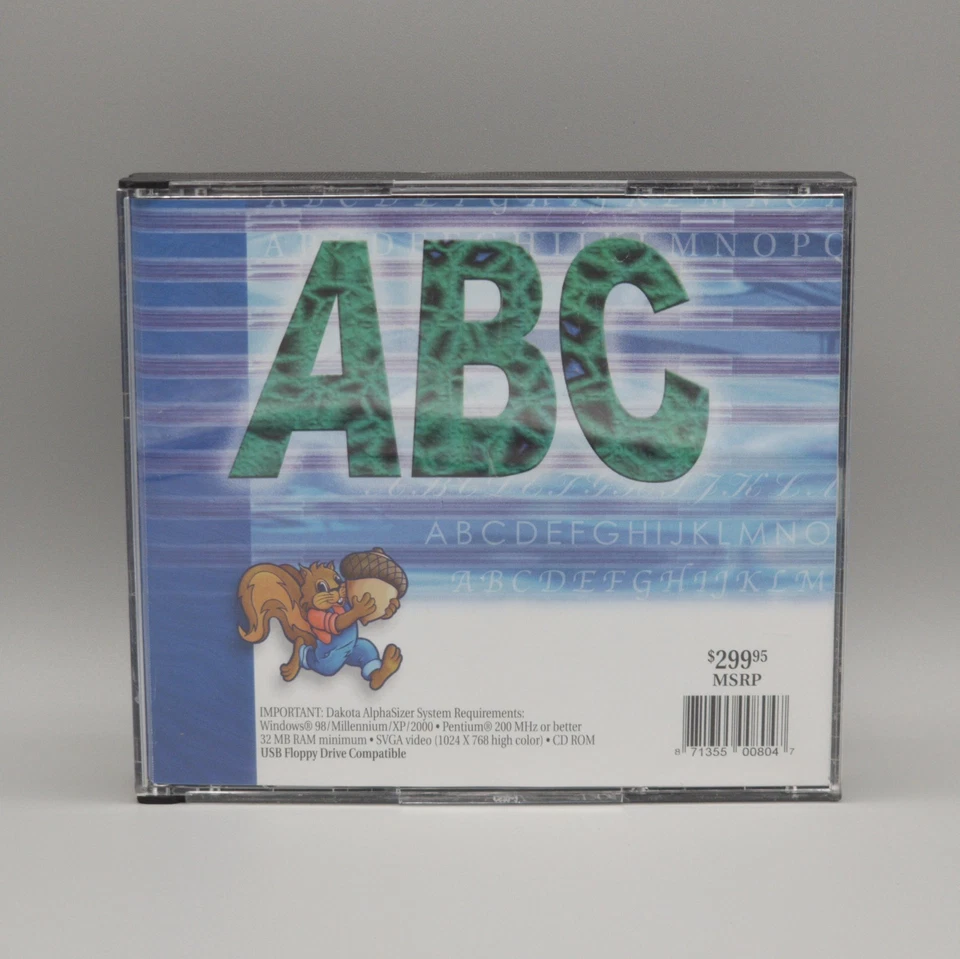 A B C D E F G H I J K L M N O P
A B C D E F G H I J K L M N O P Q
ABC
A B C D E F G H I J K L
ABCDEFGHIJKLMNO
ABCDEFGHIJKLM
$299.95
MSRP
IMPORTANT: Dakota AlphaSizer System Requirements:
Windows® 98/Millennium/XP/2000 • Pentium® 200 MHz or better
32 MB RAM minimum • SVGA video (1024 X 768 high color) • CD ROM
USB Floppy Drive Compatible
8 71355 00804 7